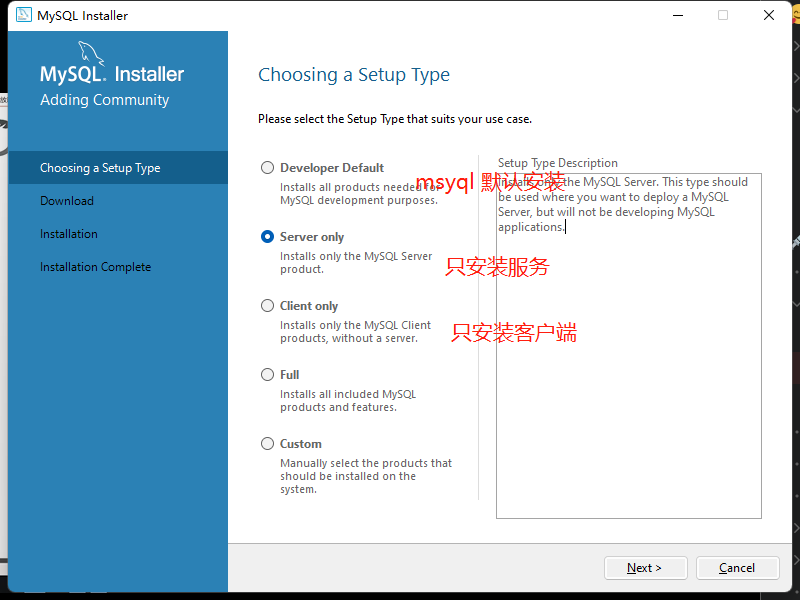 MySQL Installer
MySQL. Installer
Adding Community
Choosing a Setup Type
Download
Installation
Installation Complete
Choosing a Setup Type
Please select the Setup Type that suits your use case.
Developer Default
Installs all products needed for
MySQL development purposes.
msyql 默认安装
Server only
Installs only the MySQL Server
product.
只安装服务
Client only
Installs only the MySQL Client
products, without a server.
只安装客户端
Full
Installs all included MySQL
products and features.
Custom
Manually select the products that
should be installed on the
system.
Setup Type Description
Installs only the MySQL Server. This type should
be used where you want to deploy a MySQL
Server, but will not be developing MySQL
applications.
Next >
Cancel